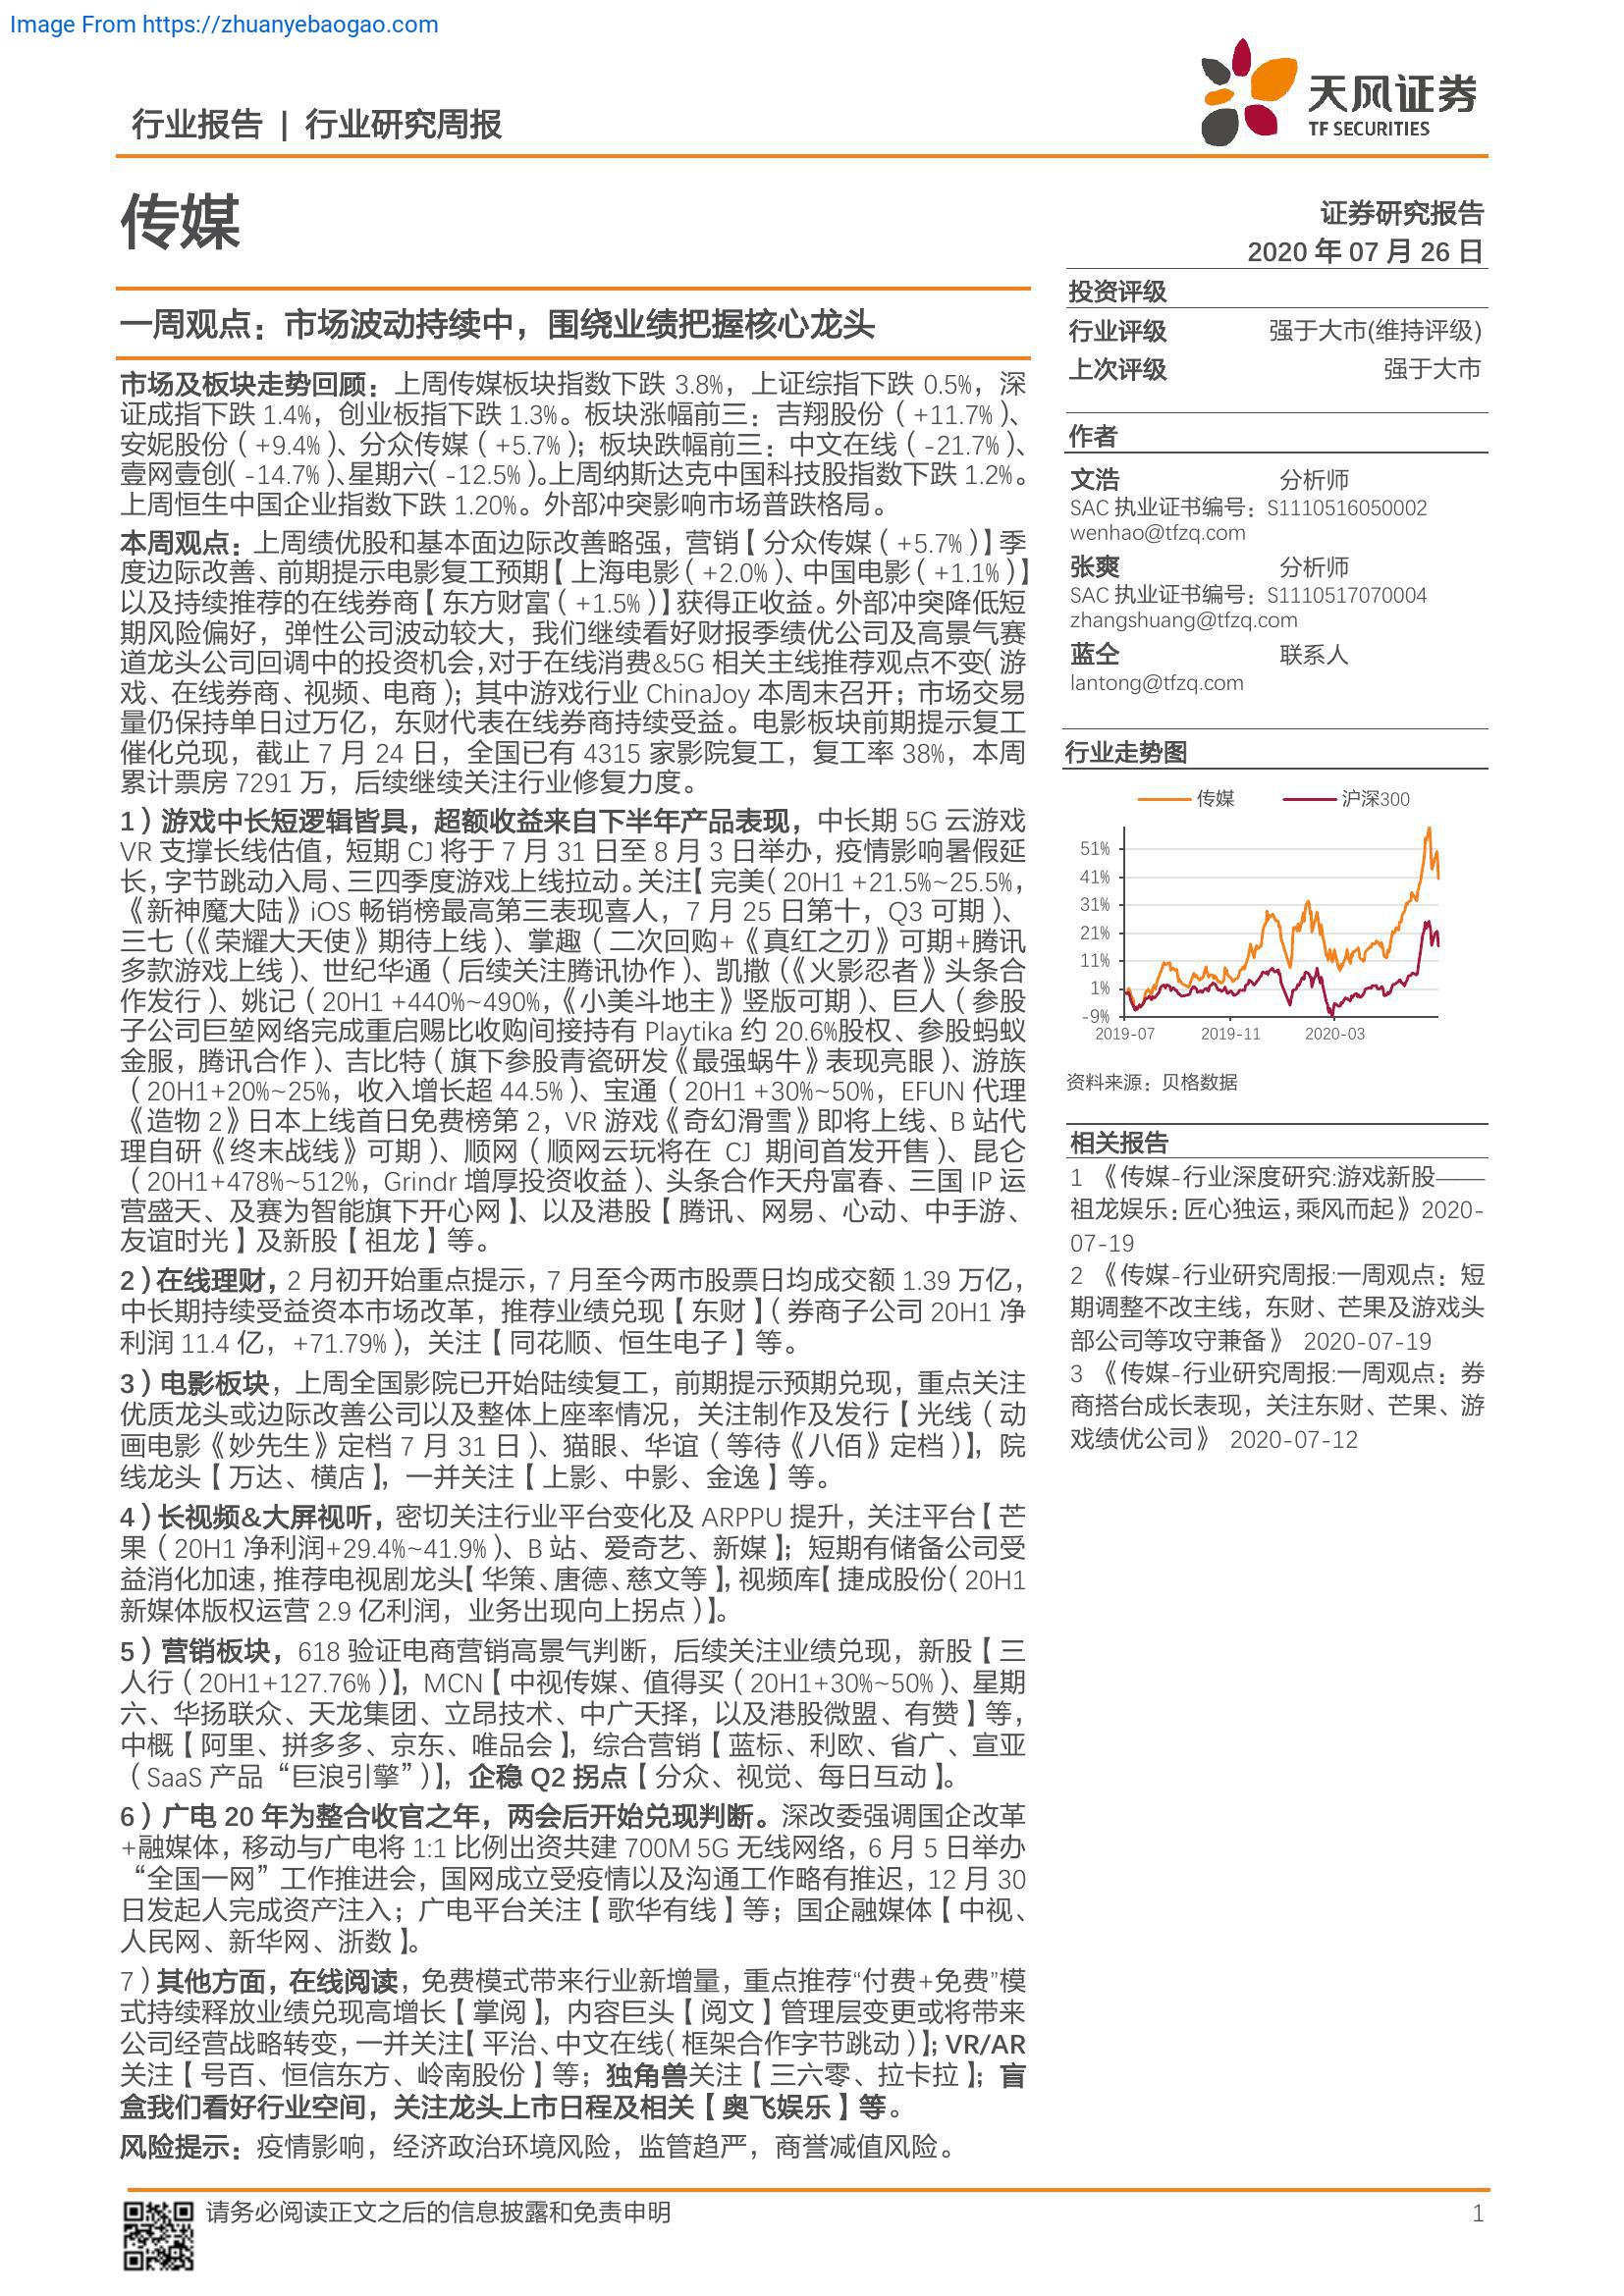 Image From https://zhuanyebaogao.com
行业报告 | 行业研究周报
天风证券
TF SECURITIES
传媒
证券研究报告
2020 年 07 月 26 日
一周观点：市场波动持续中，围绕业绩把握核心龙头
市场及板块走势回顾：上周传媒板块指数下跌 3.8%，上证综指下跌 0.5%，深
证成指下跌 1.4%，创业板指下跌 1.3%。板块涨幅前三：吉翔股份（+11.7%）、
安妮股份（+9.4%）、分众传媒（+5.7%）；板块跌幅前三：中文在线（-21.7%）、
壹网壹创（-14.7%）、星期六（-12.5%）。上周纳斯达克中国科技股指数下跌 1.2%。
上周恒生中国企业指数下跌 1.20%。外部冲突影响市场普跌格局。
本周观点：上周绩优股和基本面边际改善略强，营销【分众传媒（+5.7%）】季
度边际改善、前期提示电影复工预期【上海电影（+2.0%）、中国电影（+1.1%）】
以及持续推荐的在线券商【东方财富（+1.5%）】获得正收益。外部冲突降低短
期风险偏好，弹性公司波动较大，我们继续看好财报季绩优公司及高景气赛
道龙头公司回调中的投资机会，对于在线消费&5G 相关主线推荐观点不变（游
戏、在线券商、视频、电商）；其中游戏行业 ChinaJoy 本周末召开；市场交易
量仍保持单日过万亿，东财代表在线券商持续受益。电影板块前期提示复工
催化兑现，截止 7 月 24 日，全国已有 4315 家影院复工，复工率 38%，本周
累计票房 7291 万，后续继续关注行业修复力度。
1）游戏中长短逻辑皆具，超额收益来自下半年产品表现，中长期 5G 云游戏
VR 支撑长线估值，短期 CJ 将于 7 月 31 日至 8 月 3 日举办，疫情影响暑假延
长，字节跳动入局、三四季度游戏上线拉动。关注【完美（20H1 +21.5%~25.5%，
《新神魔大陆》iOS 畅销榜最高第三表现喜人，7 月 25 日第十，Q3 可期）、
三七（《荣耀大天使》期待上线）、掌趣（二次回购+《真红之刃》可期+腾讯
多款游戏上线）、世纪华通（后续关注腾讯协作）、凯撒（《火影忍者》头条合
作发行）、姚记（20H1 +440%~490%，《小美斗地主》竖版可期）、巨人（参股
子公司巨堃网络完成重启赐比收购间接持有 Playtika 约 20.6%股权、参股蚂蚁
金服，腾讯合作）、吉比特（旗下参股青瓷研发《最强蜗牛》表现亮眼）、游族
（20H1+20%~25%，收入增长超 44.5%）、宝通（20H1 +30%~50%，EFUN 代理
《造物 2》日本上线首日免费榜第 2，VR 游戏《奇幻滑雪》即将上线、B 站代
理自研《终末战线》可期）、顺网（顺网云玩将在 CJ 期间首发开售）、昆仑
（20H1+478%~512%，Grindr 增厚投资收益）、头条合作天舟富春、三国 IP 运
营盛天、及赛为智能旗下开心网】、以及港股【腾讯、网易、心动、中手游、
友谊时光】及新股【祖龙】等。
2）在线理财，2 月初开始重点提示，7 月至今两市股票日均成交额 1.39 万亿，
中长期持续受益资本市场改革，推荐业绩兑现【东财】（券商子公司 20H1 净
利润 11.4 亿，+71.79%），关注【同花顺、恒生电子】等。
3）电影板块，上周全国影院已开始陆续复工，前期提示预期兑现，重点关注
优质龙头或边际改善公司以及整体上座率情况，关注制作及发行【光线（动
画电影《妙先生》定档 7 月 31 日）、猫眼、华谊（等待《八佰》定档）】，院
线龙头【万达、横店】，一并关注【上影、中影、金逸】等。
4）长视频&大屏视听，密切关注行业平台变化及 ARPPU 提升，关注平台【芒
果（20H1 净利润+29.4%~41.9%）、B 站、爱奇艺、新媒】；短期有储备公司受
益消化加速，推荐电视剧龙头【华策、唐德、慈文等】，视频库【捷成股份（20H1
新媒体版权运营 2.9 亿利润，业务出现向上拐点）】。
5）营销板块，618 验证电商营销高景气判断，后续关注业绩兑现，新股【三
人行（20H1+127.76%）】，MCN【中视传媒、值得买（20H1+30%~50%）、星期
六、华扬联众、天龙集团、立昂技术、中广天择，以及港股微盟、有赞】等，
中概【阿里、拼多多、京东、唯品会】，综合营销【蓝标、利欧、省广、宣亚
（SaaS 产品“巨浪引擎”）】，企稳 Q2 拐点【分众、视觉、每日互动】。
6）广电 20 年为整合收官之年，两会后开始兑现判断。深改委强调国企改革
+融媒体，移动与广电将 1:1 比例出资共建 700M 5G 无线网络，6 月 5 日举办
“全国一网”工作推进会，国网成立受疫情以及沟通工作略有推迟，12 月 30
日发起人完成资产注入；广电平台关注【歌华有线】等；国企融媒体【中视、
人民网、新华网、浙数】。
7）其他方面，在线阅读，免费模式带来行业新增量，重点推荐“付费+免费”模
式持续释放业绩兑现高增长【掌阅】，内容巨头【阅文】管理层变更或将带来
公司经营战略转变，一并关注【平治、中文在线（框架合作字节跳动）】；VR/AR
关注【号百、恒信东方、岭南股份】等；独角兽关注【三六零、拉卡拉】；盲
盒我们看好行业空间，关注龙头上市日程及相关【奥飞娱乐】等。
风险提示：疫情影响，经济政治环境风险，监管趋严，商誉减值风险。
投资评级
行业评级 强于大市(维持评级)
上次评级 强于大市
作者
文浩 分析师
SAC 执业证书编号：S1110516050002
wenhao@tfzq.com
张爽 分析师
SAC 执业证书编号：S1110517070004
zhangshuang@tfzq.com
蓝仝 联系人
lantong@tfzq.com
行业走势图
传媒 沪深300
51%
41%
31%
21%
11%
1%
-9%
2019-07 2019-11 2020-03
资料来源：贝格数据
相关报告
1 《传媒-行业深度研究:游戏新股——
祖龙娱乐:匠心独运,乘风而起》2020-
07-19
2 《传媒-行业研究周报:一周观点：短
期调整不改主线，东财、芒果及游戏头
部公司等攻守兼备》 2020-07-19
3 《传媒-行业研究周报:一周观点：券
商搭台成长表现，关注东财、芒果、游
戏绩优公司》 2020-07-12
请务必阅读正文之后的信息披露和免责申明
1